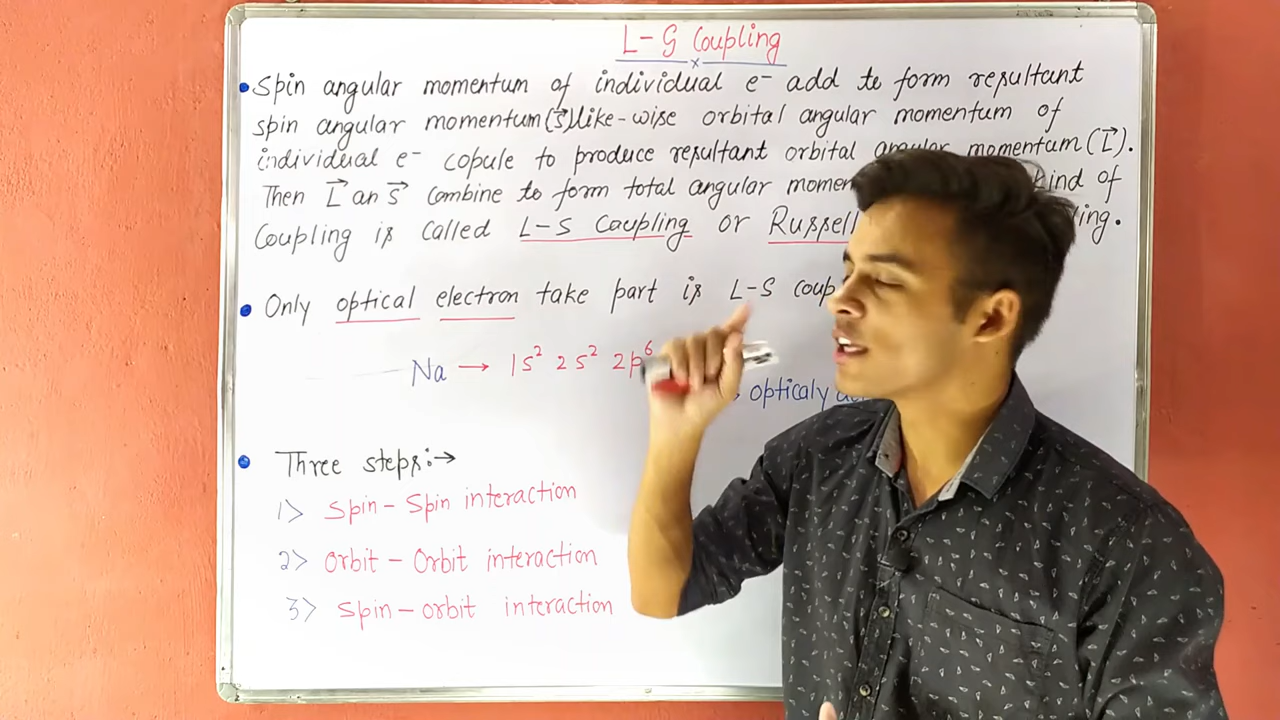 L-S Coupling
• Spin angular momentum of individual e⁻ add to form resultant
spin angular momentum(S⃗)like-wise orbital angular momentum of
individual e⁻ copule to produce resultant orbital angular momentum(L⃗).
Then L⃗ an S⃗ combine to form total angular kind of
Coupling is called L-S Coupling or
• Only optical electron take part is L-S
Na → 1s² 2s² 2p⁶
opticaly
• Three steps:→
1> Spin-Spin interaction
2> Orbit-Orbit interaction
3> Spin-orbit interaction